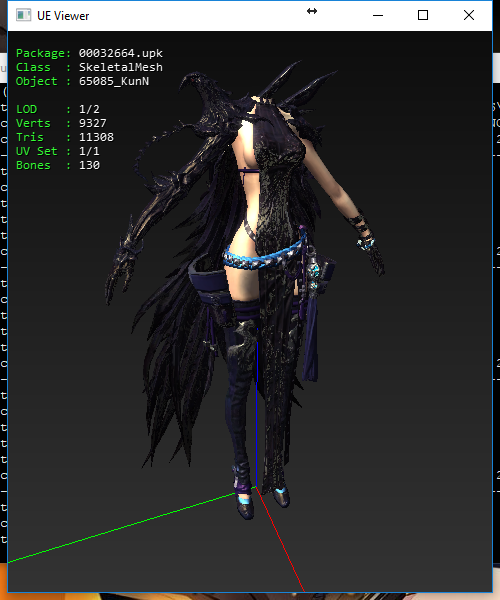 UE Viewer
Package: 00032664.upk
Class : SkeletalMesh
Object : 65085_KunN
LOD : 1/2
Verts : 9327
Tris : 11308
UV Set : 1/1
Bones : 130